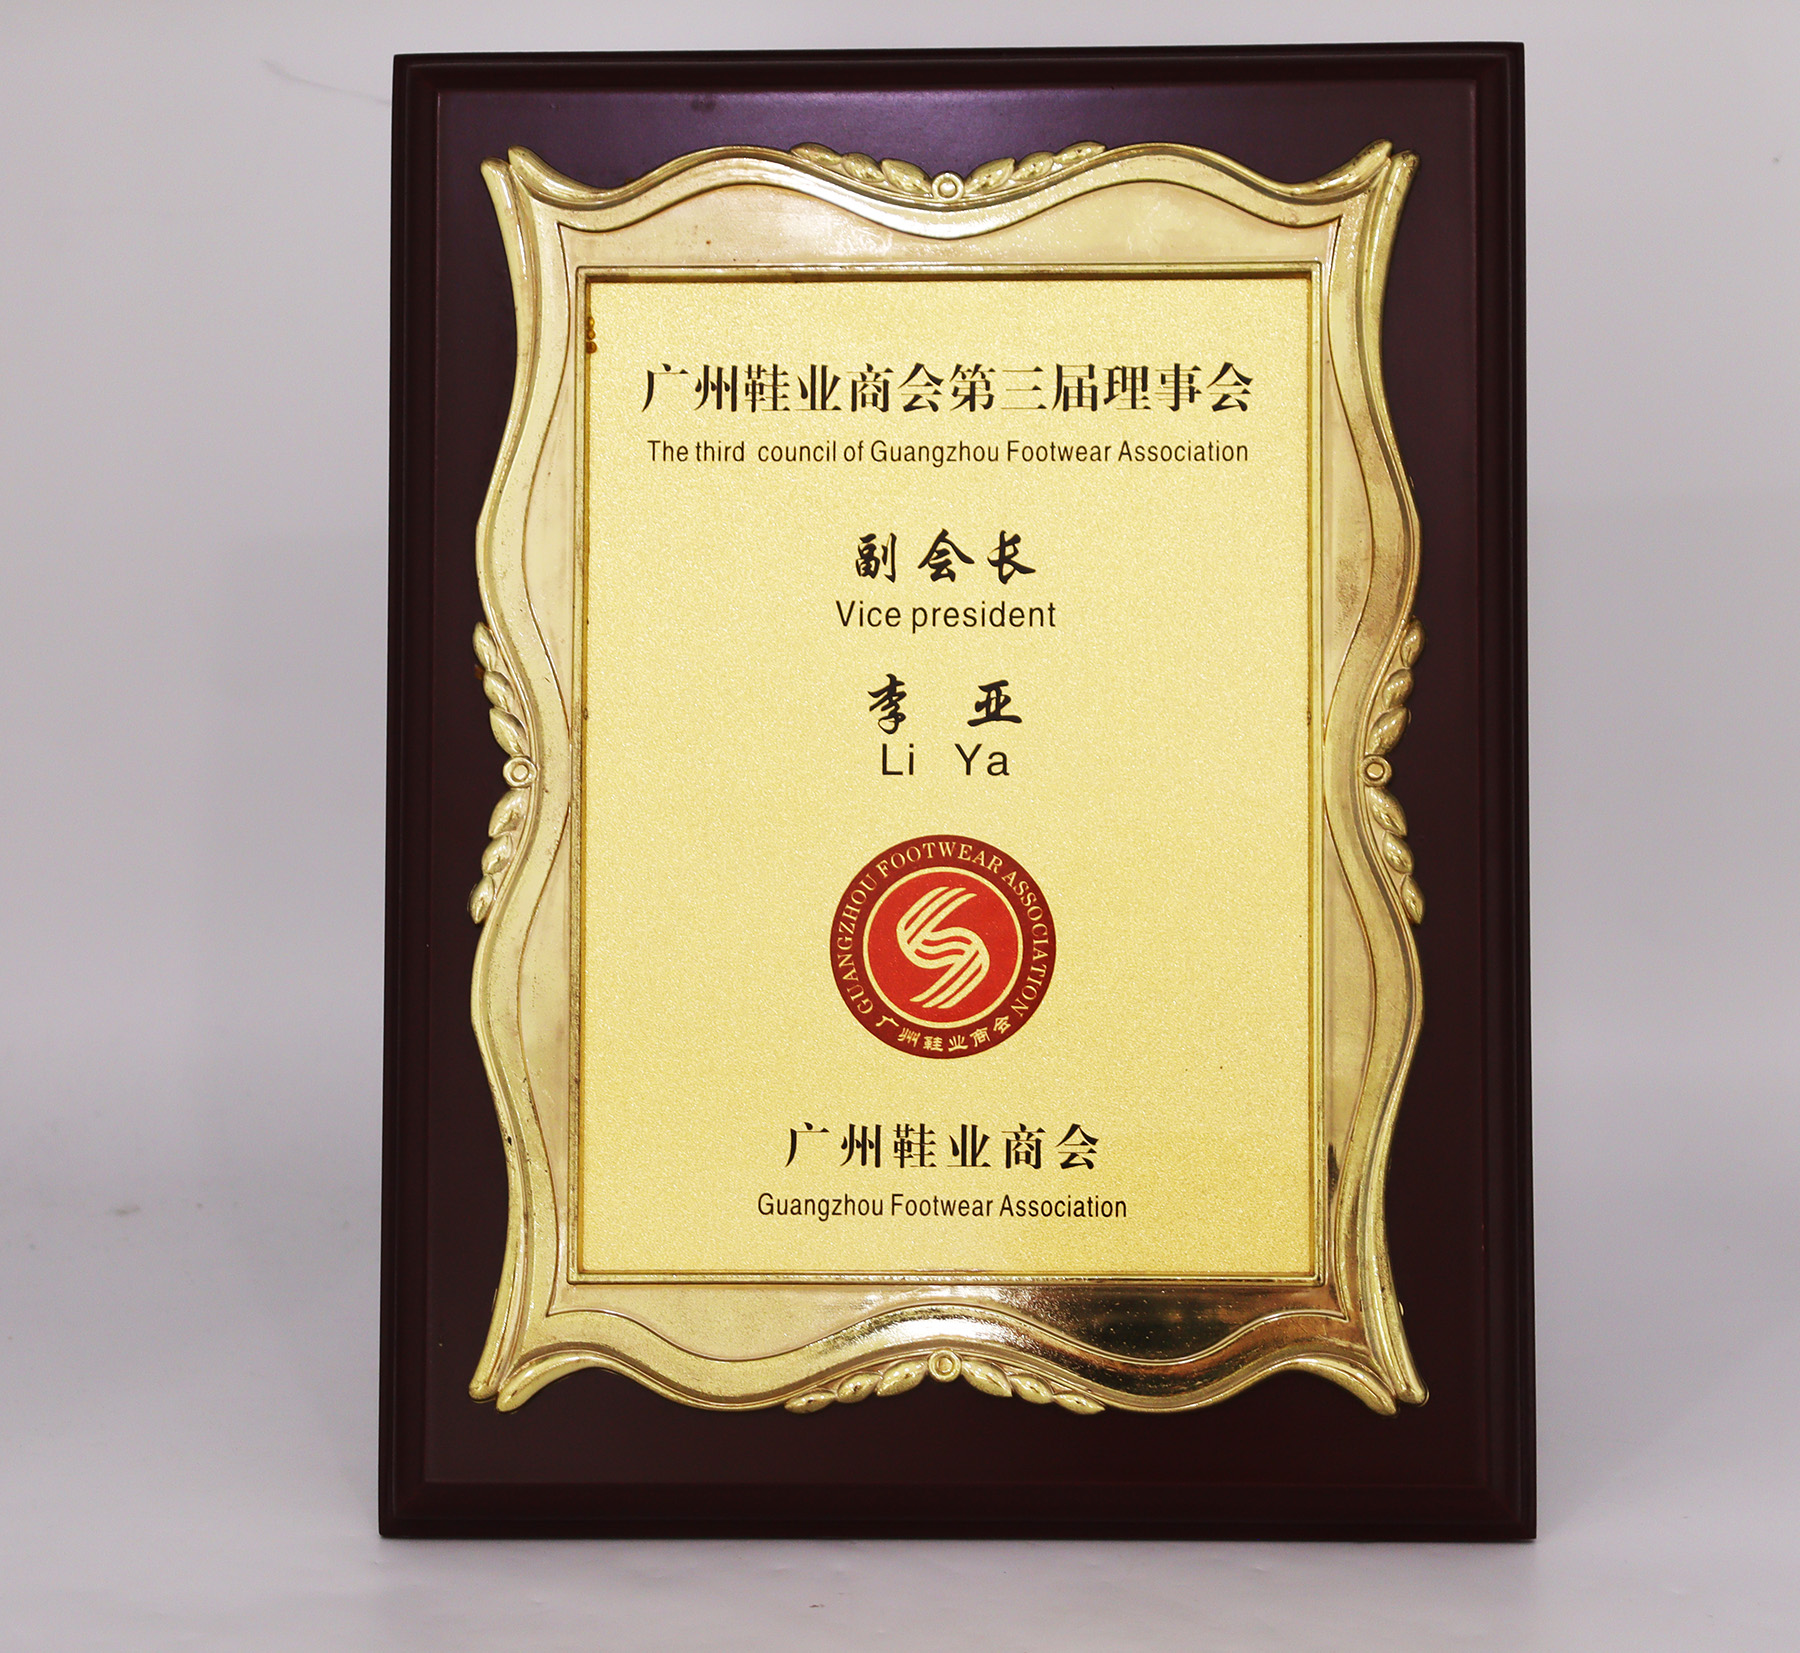 广州鞋业商会第三届理事会
The third council of Guangzhou Footwear Association
副会长
Vice president
李亚
Li Ya
GUANGZHOU FOOTWEAR ASSOCIATION
广州鞋业商会
广州鞋业商会
Guangzhou Footwear Association